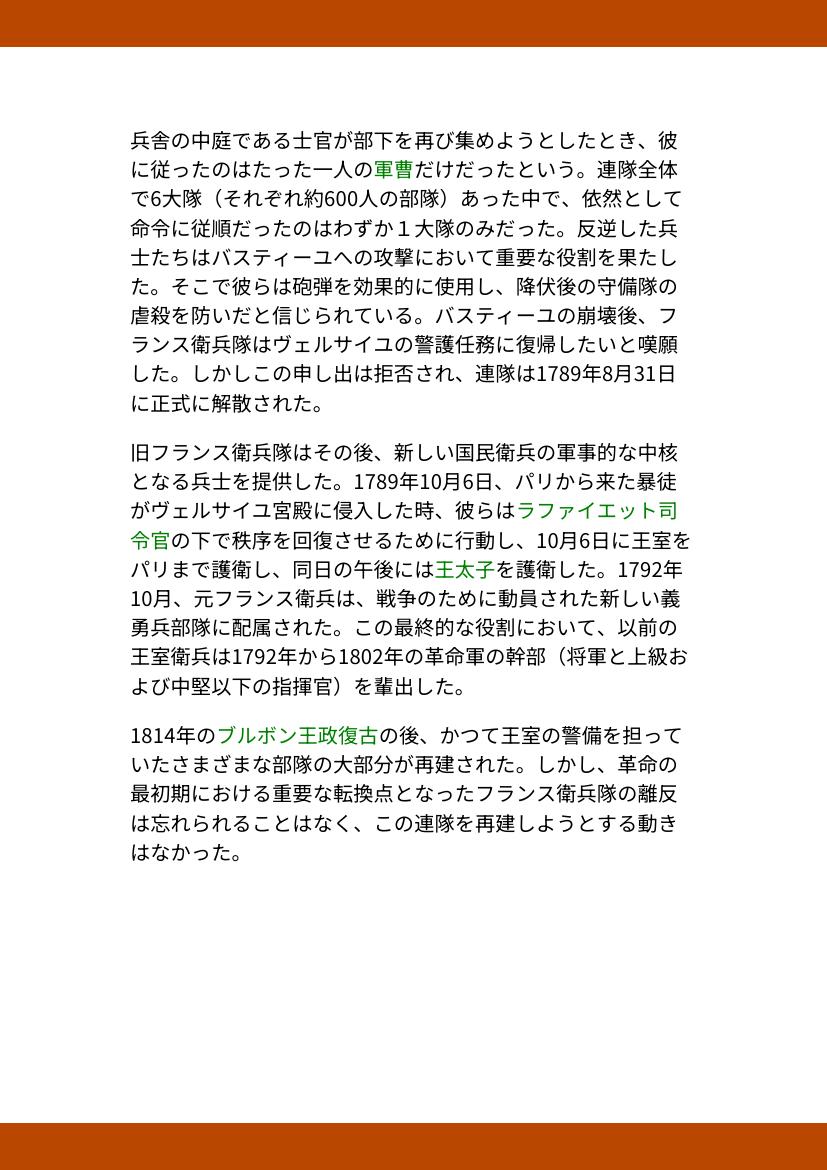 兵舎の中庭である士官が部下を再び集めようとしたとき、彼
に従ったのはたった一人の軍曹だけだったという。連隊全体
で6大隊（それぞれ約600人の部隊）あった中で、依然として
命令に従順だったのはわずか１大隊のみだった。反逆した兵
士たちはバスティーユへの攻撃において重要な役割を果たし
た。そこで彼らは砲弾を効果的に使用し、降伏後の守備隊の
虐殺を防いだと信じられている。バスティーユの崩壊後、フ
ランス衛兵隊はヴェルサイユの警護任務に復帰したいと嘆願
した。しかしこの申し出は拒否され、連隊は1789年8月31日
に正式に解散された。
旧フランス衛兵隊はその後、新しい国民衛兵の軍事的な中核
となる兵士を提供した。1789年10月6日、パリから来た暴徒
がヴェルサイユ宮殿に侵入した時、彼らはラファイエット司
令官の下で秩序を回復させるために行動し、10月6日に王室を
パリまで護衛し、同日の午後には王太子を護衛した。1792年
10月、元フランス衛兵は、戦争のために動員された新しい義
勇兵部隊に配属された。この最終的な役割において、以前の
王室衛兵は1792年から1802年の革命軍の幹部（将軍と上級お
よび中堅以下の指揮官）を輩出した。
1814年のブルボン王政復古の後、かつて王室の警備を担って
いたさまざまな部隊の大部分が再建された。しかし、革命の
最初期における重要な転換点となったフランス衛兵隊の離反
は忘れられることはなく、この連隊を再建しようとする動き
はなかった。